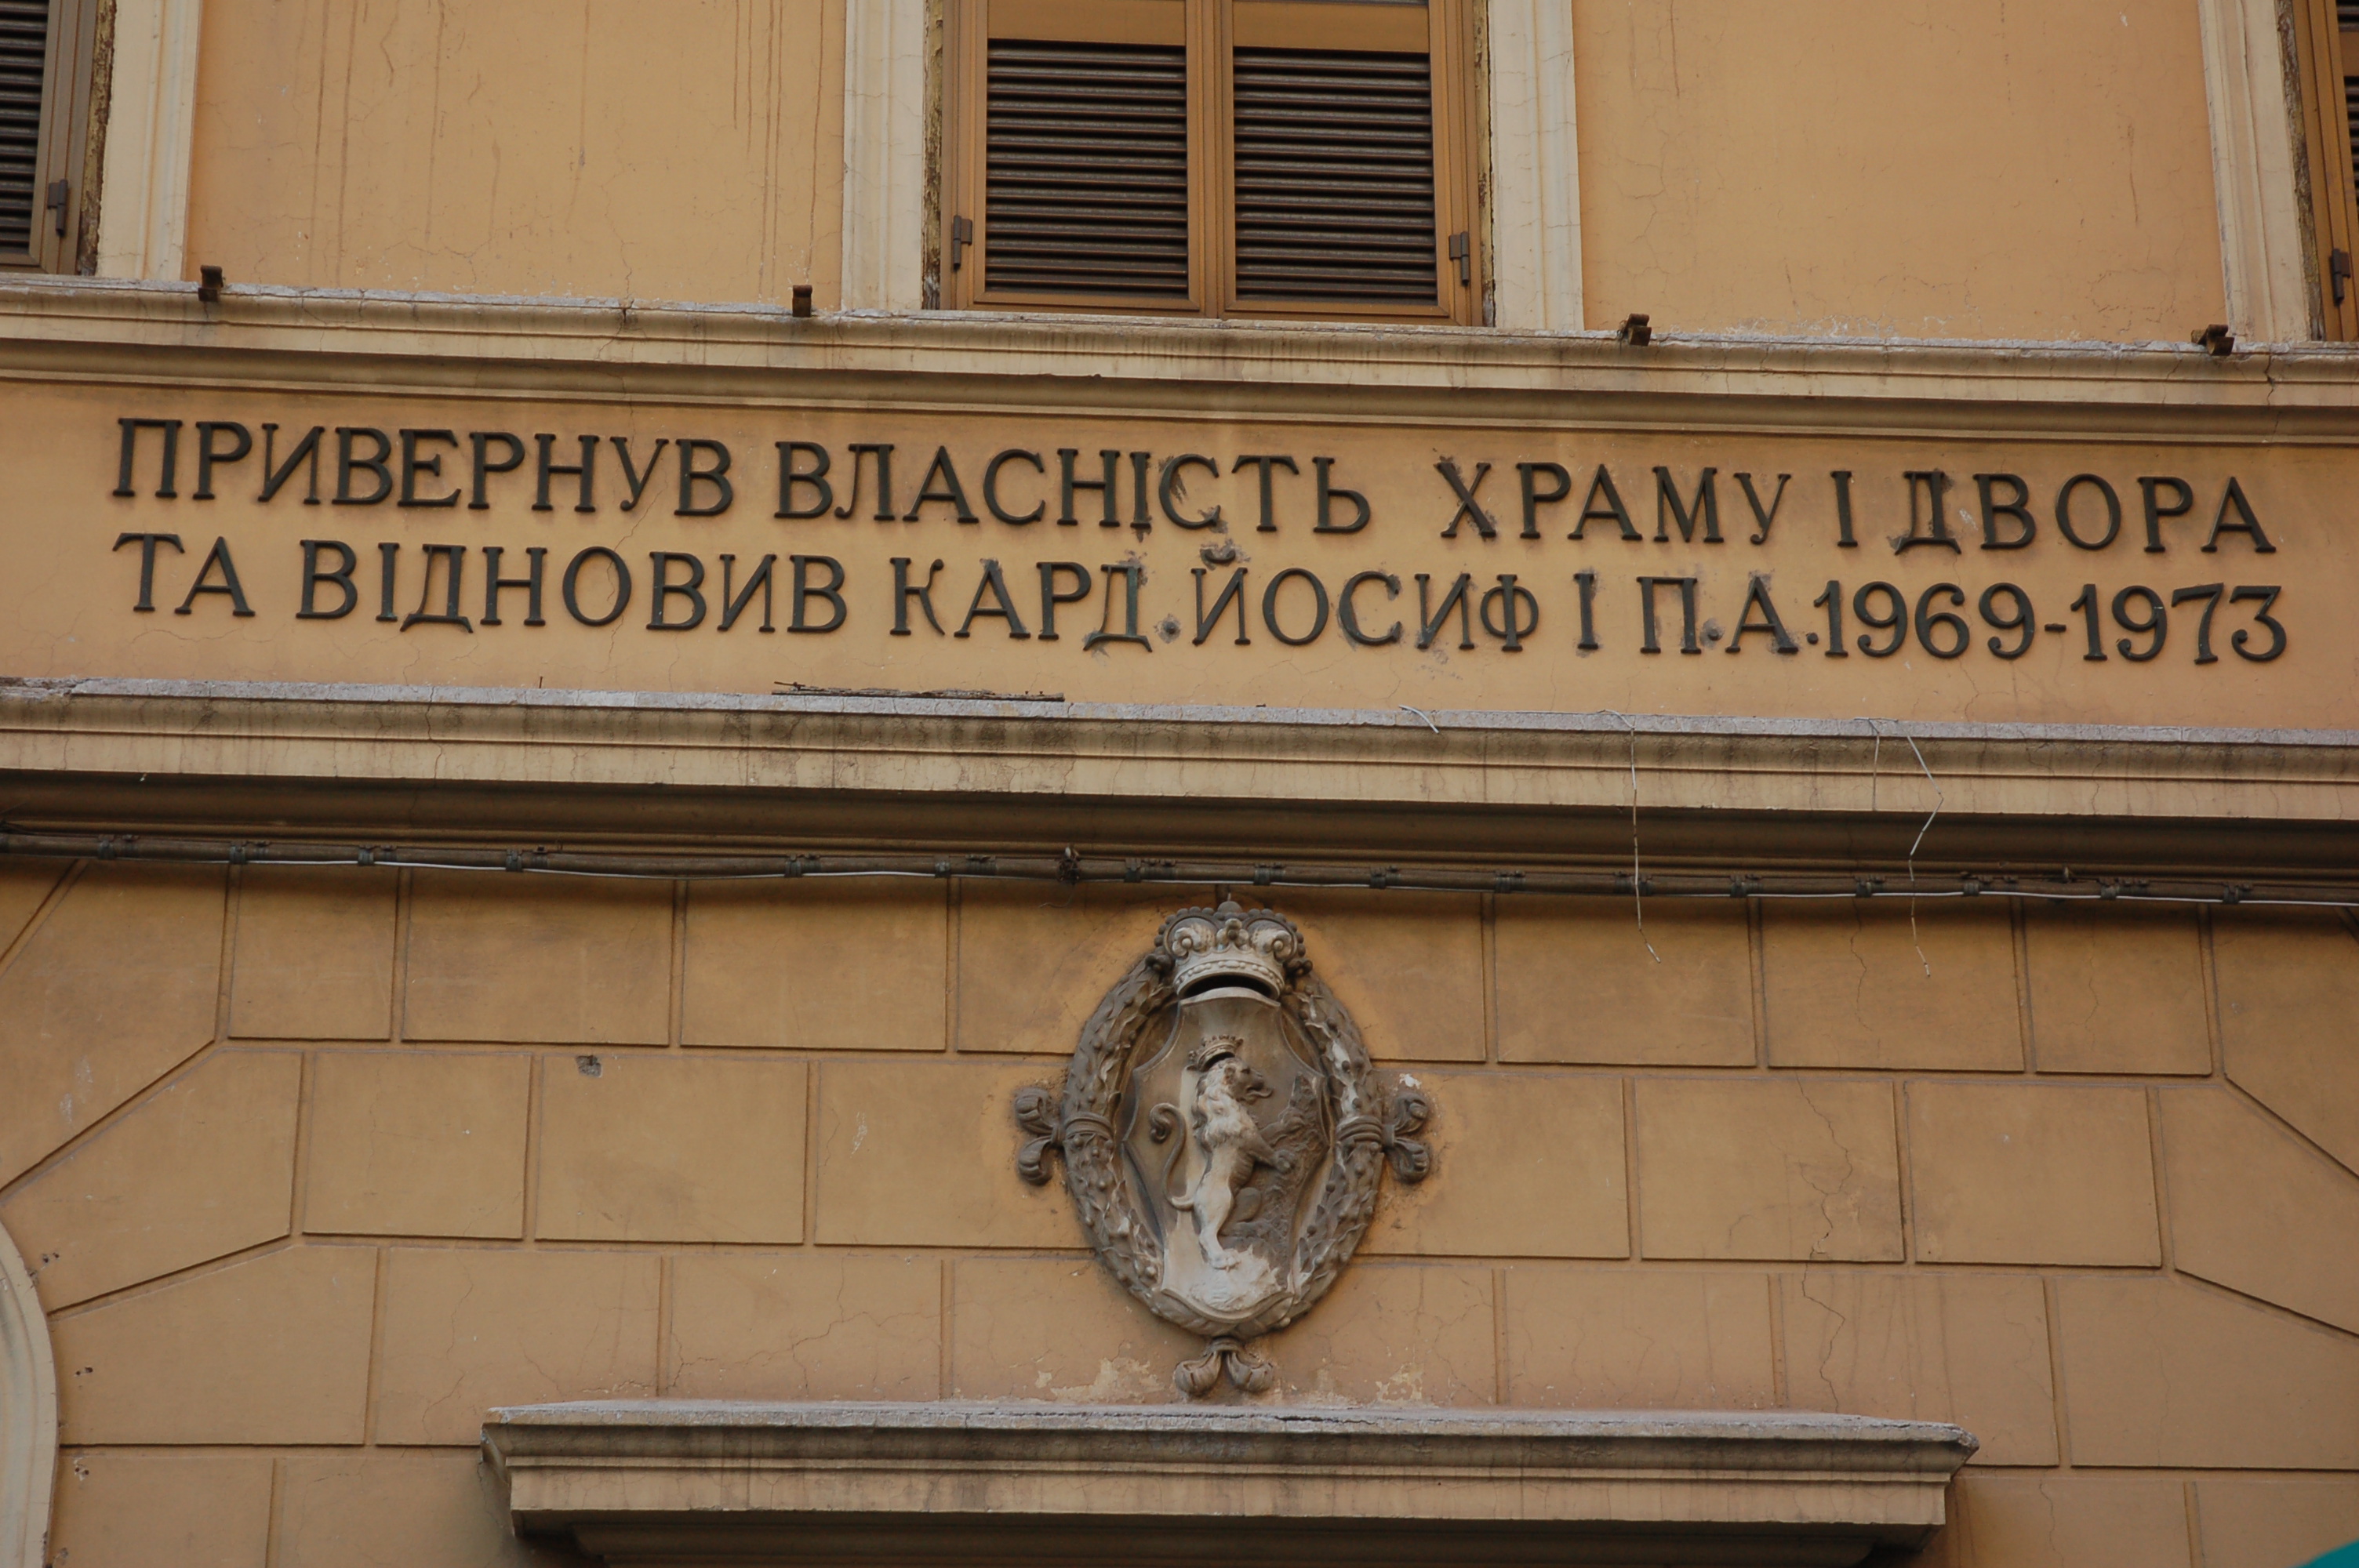 ПРИВЕРНУВ ВЛАСНІСТЬ ХРАМУ І ДВОРА
ТА ВІДНОВИВ КАРД.ЙОСИФ І П.А.1969-1973